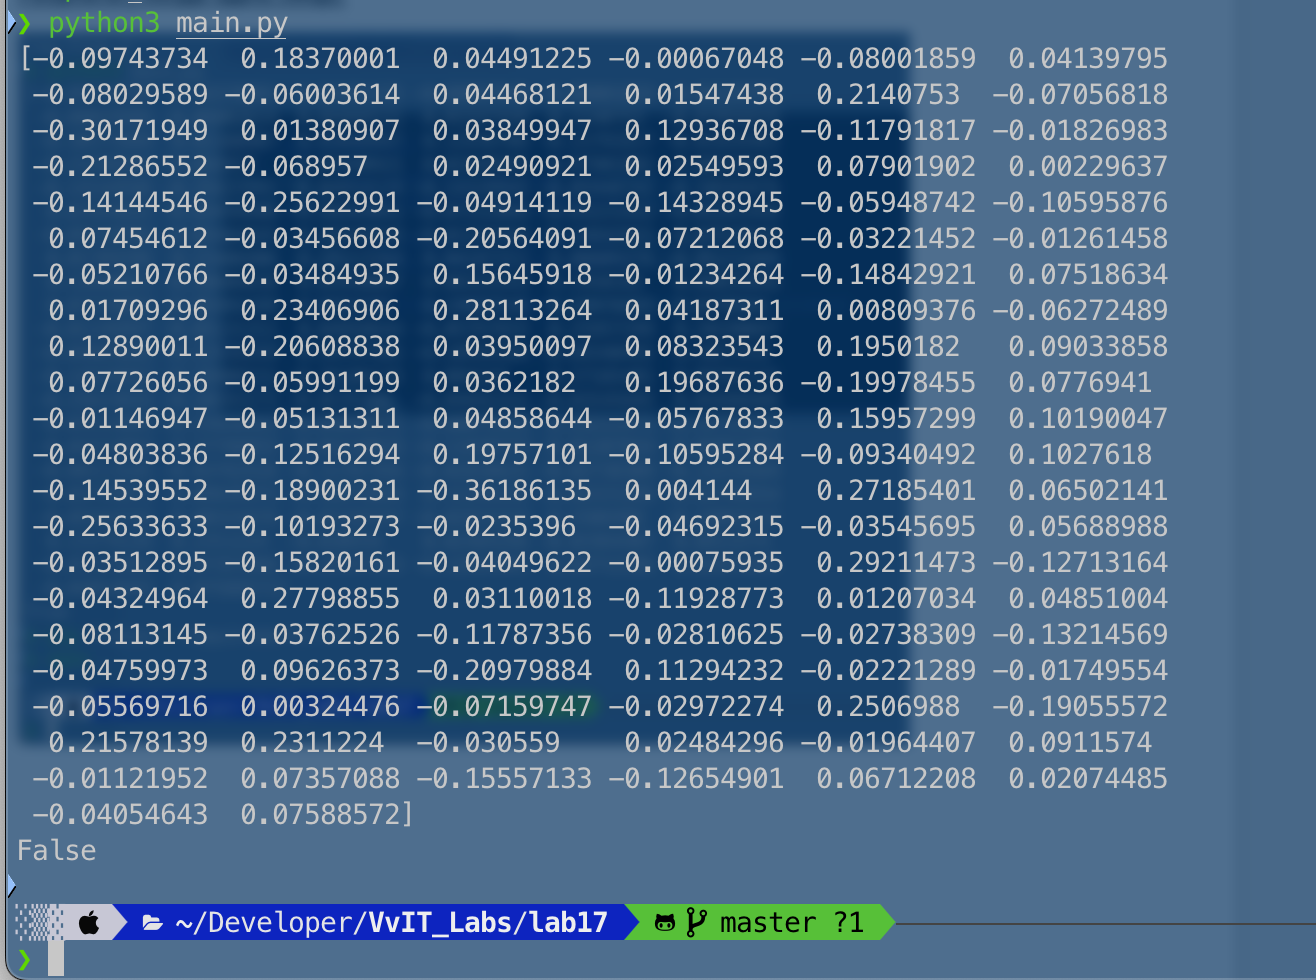 ❯ python3 main.py
[-0.09743734 0.18370001 0.04491225 -0.00067048 -0.08001859 0.04139795
-0.08029589 -0.06003614 0.04468121 0.01547438 0.2140753 -0.07056818
-0.30171949 0.01380907 0.03849947 0.12936708 -0.11791817 -0.01826983
-0.21286552 -0.068957 0.02490921 0.02549593 0.07901902 0.00229637
-0.14144546 -0.25622991 -0.04914119 -0.14328945 -0.05948742 -0.10595876
0.07454612 -0.03456608 -0.20564091 -0.07212068 -0.03221452 -0.01261458
-0.05210766 -0.03484935 0.15645918 -0.01234264 -0.14842921 0.07518634
0.01709296 0.23406906 0.28113264 0.04187311 0.00809376 -0.06272489
0.12890011 -0.20608838 0.03950097 0.08323543 0.1950182 0.09033858
0.07726056 -0.05991199 0.0362182 0.19687636 -0.19978455 0.0776941
-0.01146947 -0.05131311 0.04858644 -0.05767833 0.15957299 0.10190047
-0.04803836 -0.12516294 0.19757101 -0.10595284 -0.09340492 0.1027618
-0.14539552 -0.18900231 -0.36186135 0.004144 0.27185401 0.06502141
-0.25633633 -0.10193273 -0.0235396 -0.04692315 -0.03545695 0.05688988
-0.03512895 -0.15820161 -0.04049622 -0.00075935 0.29211473 -0.12713164
-0.04324964 0.27798855 0.03110018 -0.11928773 0.01207034 0.04851004
-0.08113145 -0.03762526 -0.11787356 -0.02810625 -0.02738309 -0.13214569
-0.04759973 0.09626373 -0.20979884 0.11294232 -0.02221289 -0.01749554
-0.05569716 0.00324476 -0.07159747 -0.02972274 0.2506988 -0.19055572
0.21578139 0.2311224 -0.030559 0.02484296 -0.01964407 0.0911574
-0.01121952 0.07357088 -0.15557133 -0.12654901 0.06712208 0.02074485
-0.04054643 0.07588572]
False
~/Developer/VvIT_Labs/lab17 master ?1
❯